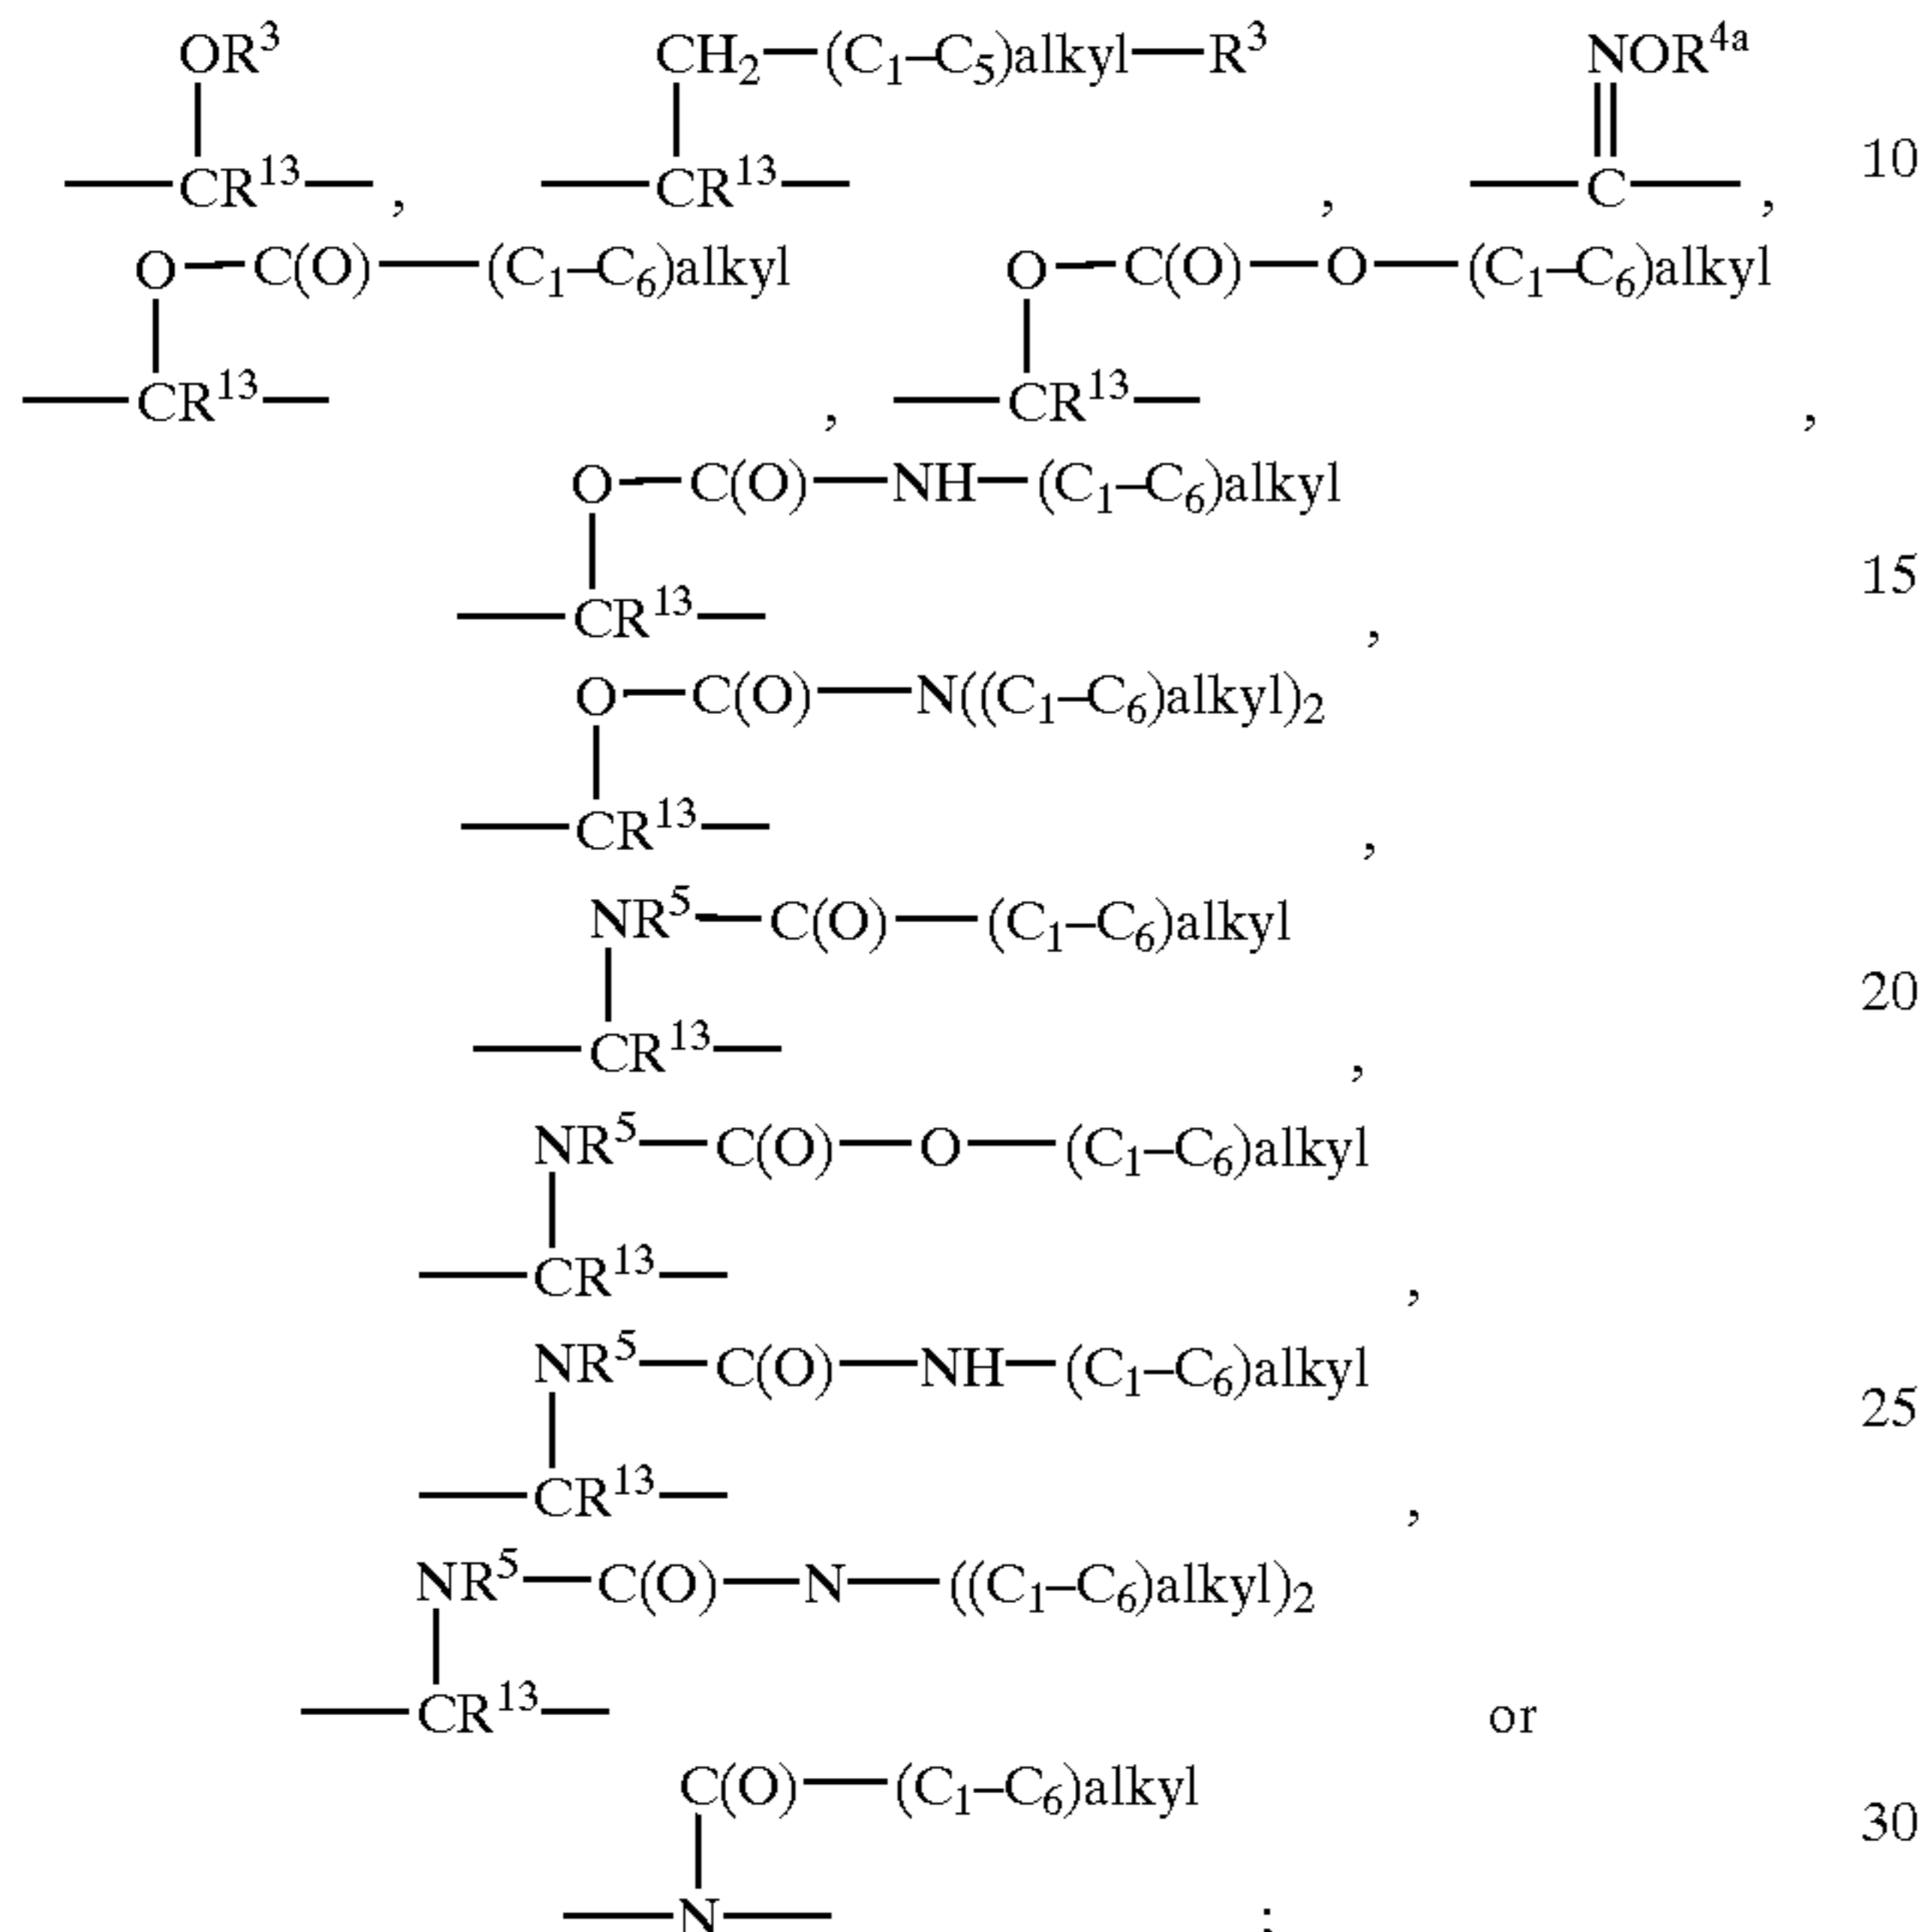 OR³ CH₂—(C₁–C₅)alkyl—R³ NOR⁴ᵃ
—CR¹³—, —CR¹³—, —C—, 10
O—C(O)—(C₁–C₆)alkyl O—C(O)—O—(C₁–C₆)alkyl
—CR¹³—, —CR¹³—,
O—C(O)—NH—(C₁–C₆)alkyl
15
—CR¹³—,
O—C(O)—N((C₁–C₆)alkyl)₂
—CR¹³—,
NR⁵—C(O)—(C₁–C₆)alkyl
20
—CR¹³—,
NR⁵—C(O)—O—(C₁–C₆)alkyl
—CR¹³—,
NR⁵—C(O)—NH—(C₁–C₆)alkyl
25
—CR¹³—,
NR⁵—C(O)—N—((C₁–C₆)alkyl)₂
—CR¹³— or
C(O)—(C₁–C₆)alkyl
30
—N—;